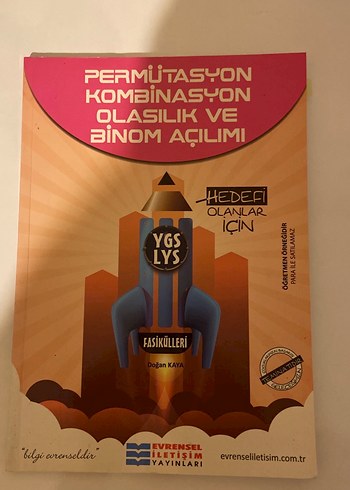 PERMÜTASYON
KOMBİNASYON
OLASILIK VE
BİNOM AÇILIMI
HEDEFİ
OLANLAR
İÇİN
YGS
LYS
ÖĞRETMEN ÖRNEĞİDİR
PARA İLE SATILAMAZ
FASİKÜLLERİ
Doğan KAYA
"bilgi evrenseldir"
EVRENSEL
İLETİŞİM
YAYINLARI
evrenseliletisim.com.tr